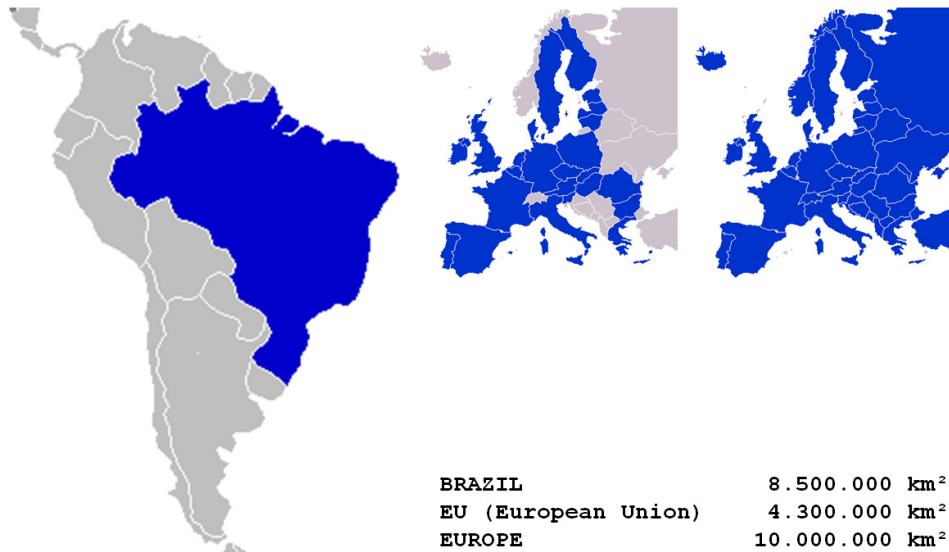 BRAZIL 8.500.000 km²
EU (European Union) 4.300.000 km²
EUROPE 10.000.000 km²